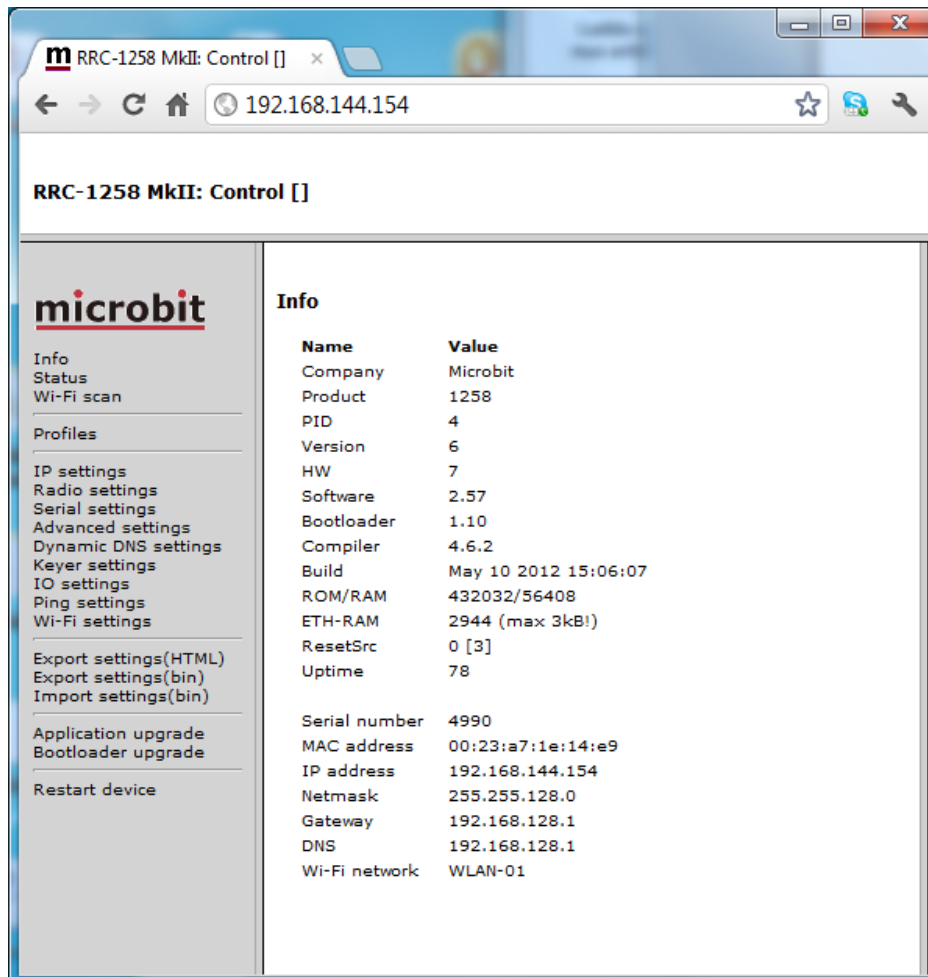 RRC-1258 MkII: Control []
192.168.144.154
RRC-1258 MkII: Control []
microbit
Info
Status
Wi-Fi scan
Profiles
IP settings
Radio settings
Serial settings
Advanced settings
Dynamic DNS settings
Keyer settings
IO settings
Ping settings
Wi-Fi settings
Export settings(HTML)
Export settings(bin)
Import settings(bin)
Application upgrade
Bootloader upgrade
Restart device
Info
Name Value
Company Microbit
Product 1258
PID 4
Version 6
HW 7
Software 2.57
Bootloader 1.10
Compiler 4.6.2
Build May 10 2012 15:06:07
ROM/RAM 432032/56408
ETH-RAM 2944 (max 3kB!)
ResetSrc 0 [3]
Uptime 78
Serial number 4990
MAC address 00:23:a7:1e:14:e9
IP address 192.168.144.154
Netmask 255.255.128.0
Gateway 192.168.128.1
DNS 192.168.128.1
Wi-Fi network WLAN-01